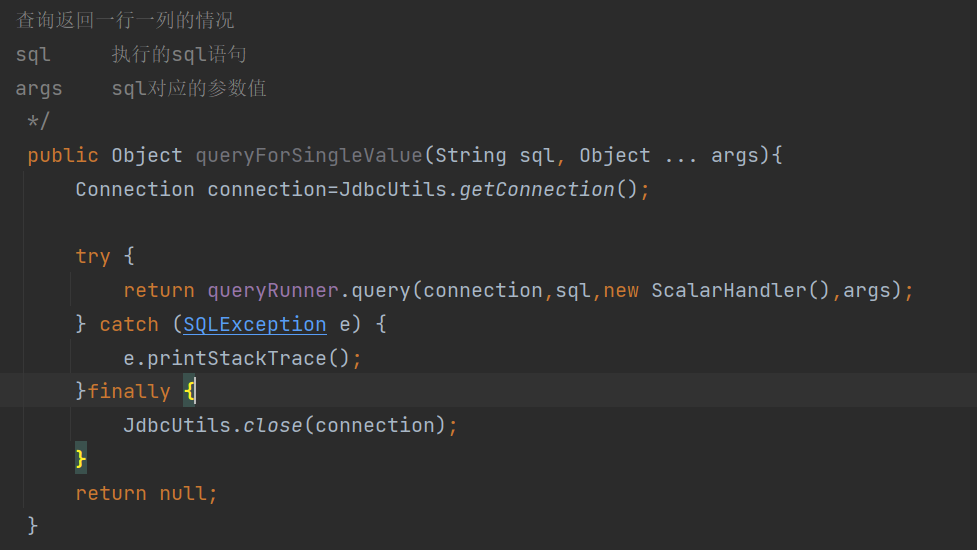 查询返回一行一列的情况
sql     执行的sql语句
args    sql对应的参数值
 */
 public Object queryForSingleValue(String sql, Object ... args){
     Connection connection=JdbcUtils.getConnection();
     try {
         return queryRunner.query(connection,sql,new ScalarHandler(),args);
     } catch (SQLException e) {
         e.printStackTrace();
     }finally {
         JdbcUtils.close(connection);
     }
     return null;
 }